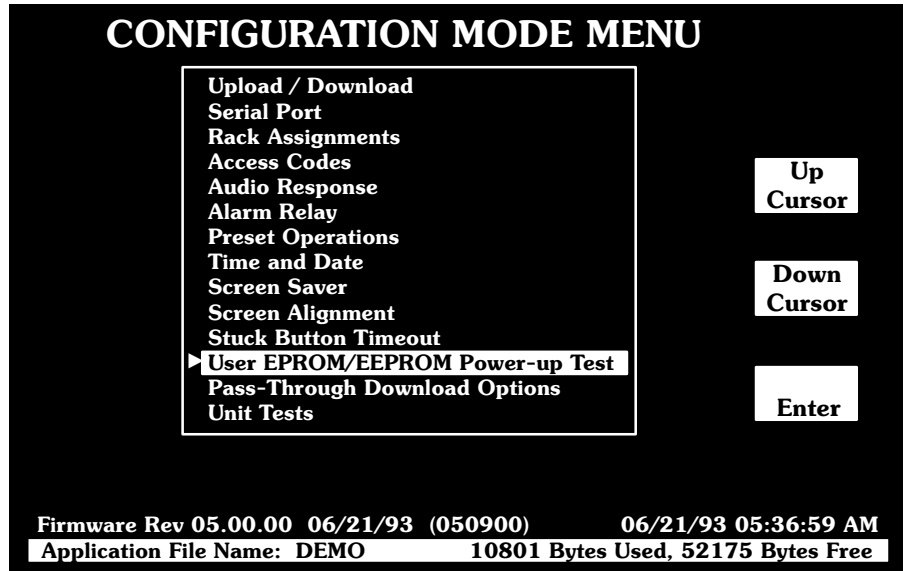 CONFIGURATION MODE MENU
Upload / Download
Serial Port
Rack Assignments
Access Codes
Audio Response
Alarm Relay
Preset Operations
Time and Date
Screen Saver
Screen Alignment
Stuck Button Timeout
User EPROM/EEPROM Power-up Test
Pass-Through Download Options
Unit Tests
Up
Cursor
Down
Cursor
Enter
Firmware Rev 05.00.00 06/21/93 (050900) 06/21/93 05:36:59 AM
Application File Name: DEMO 10801 Bytes Used, 52175 Bytes Free